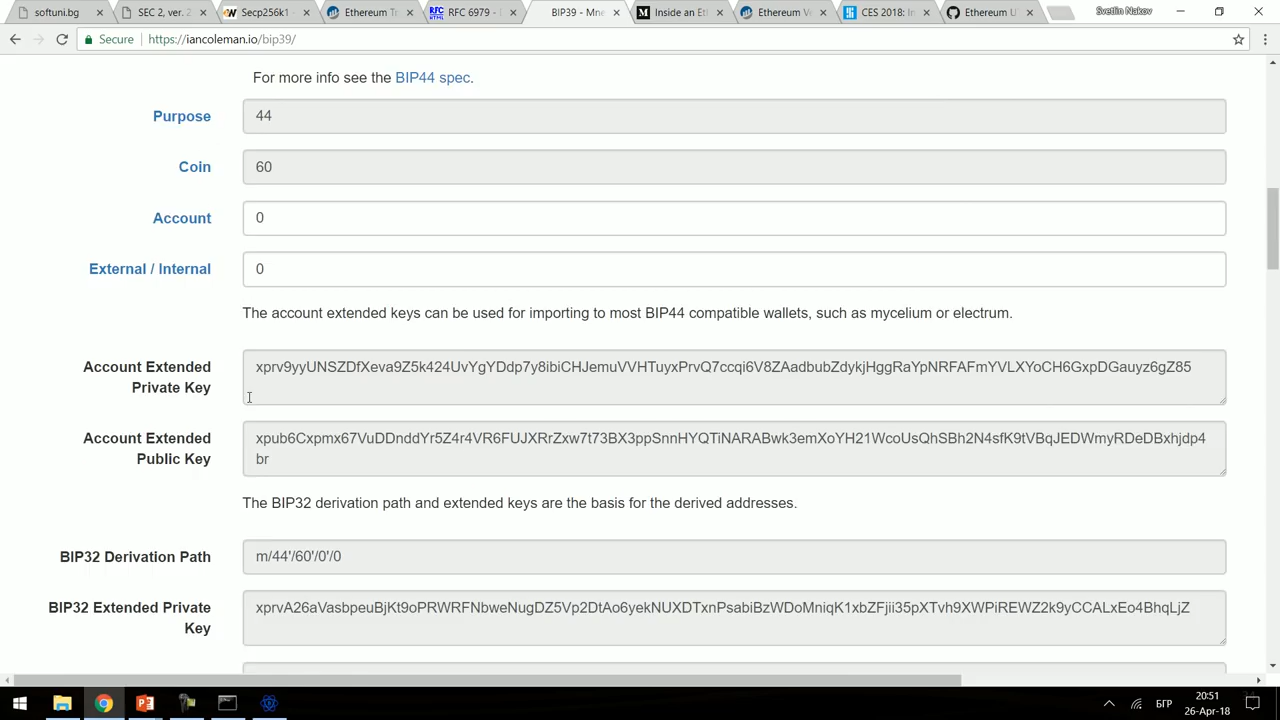 softuni.bg
SEC 2, ver. 2
Secp256k1
Ethereum Te
RFC 6979 -
BIP39 - Mne
Inside an Et
Ethereum V
CES 2018: In
Ethereum U
Svetlin Nakov
Secure
https://iancoleman.io/bip39/
For more info see the BIP44 spec.
Purpose
44
Coin
60
Account
0
External / Internal
0
The account extended keys can be used for importing to most BIP44 compatible wallets, such as mycelium or electrum.
Account Extended
Private Key
xprv9yyUNSZDfXeva9Z5k424UvYgYDdp7y8ibiCHJemuVVHTuyxPrvQ7ccqi6V8ZAadbubZdykjHggRaYpNRFAFmYVLXYoCH6GxpDGauyz6gZ85
Account Extended
Public Key
xpub6Cxpmx67VuDDnddYr5Z4r4VR6FUJXRrZxw7t73BX3ppSnnHYQTiNARABwk3emXoYH21WcoUsQhSBh2N4sfK9tVBqJEDWmyRDeDBxhjdp4
br
The BIP32 derivation path and extended keys are the basis for the derived addresses.
BIP32 Derivation Path
m/44'/60'/0'/0
BIP32 Extended Private
Key
xprvA26aVasbpeuBjKt9oPRWRFNbweNugDZ5Vp2DtAo6yekNUXDTxnPsabiBzWDoMniqK1xbZFjii35pXTvh9XWPiREWZ2k9yCCALxEo4BhqLjZ
БГР
20:51
26-Apr-18